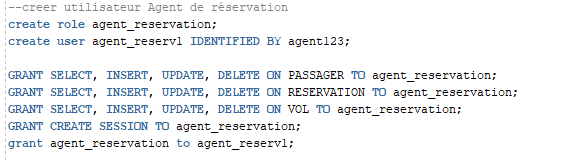 --creer utilisateur Agent de réservation
create role agent_reservation;
create user agent_reserv1 IDENTIFIED BY agent123;
GRANT SELECT, INSERT, UPDATE, DELETE ON PASSAGER TO agent_reservation;
GRANT SELECT, INSERT, UPDATE, DELETE ON RESERVATION TO agent_reservation;
GRANT SELECT, INSERT, UPDATE, DELETE ON VOL TO agent_reservation;
GRANT CREATE SESSION TO agent_reservation;
grant agent_reservation to agent_reserv1;